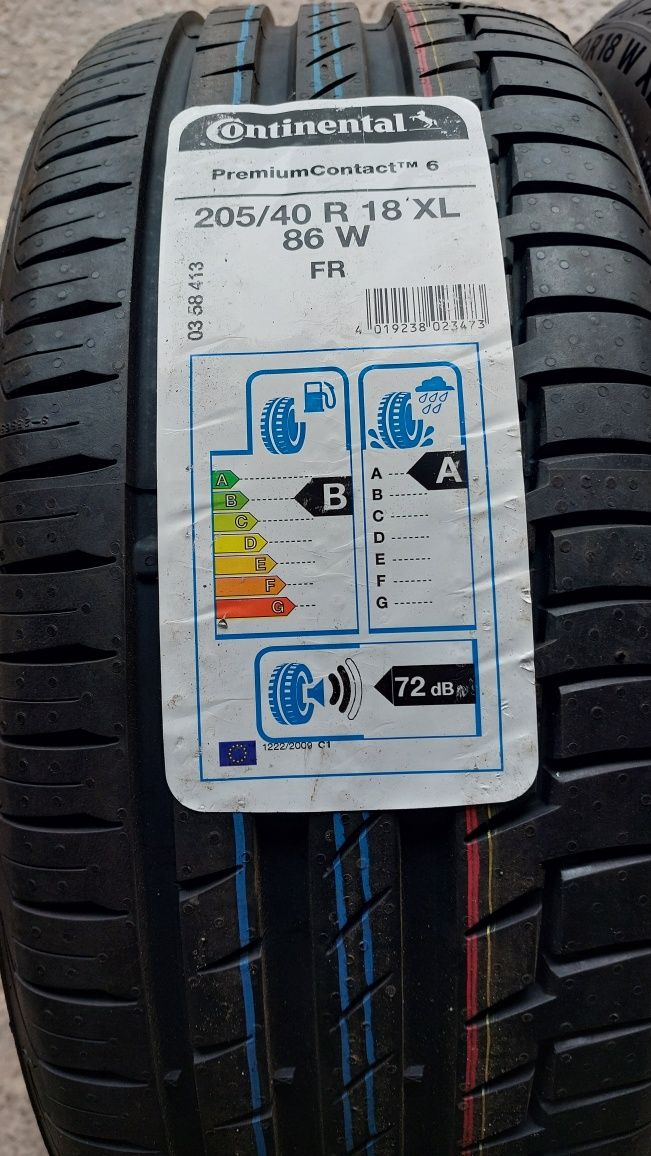 Continental
PremiumContact™ 6
205/40 R 18 XL
86 W
FR
03 58 413
4 019238 023473
A
B
C
D
E
F
G
B
A
B
C
D
E
F
G
A
72 dB
1222/2009 C1
R18 W X